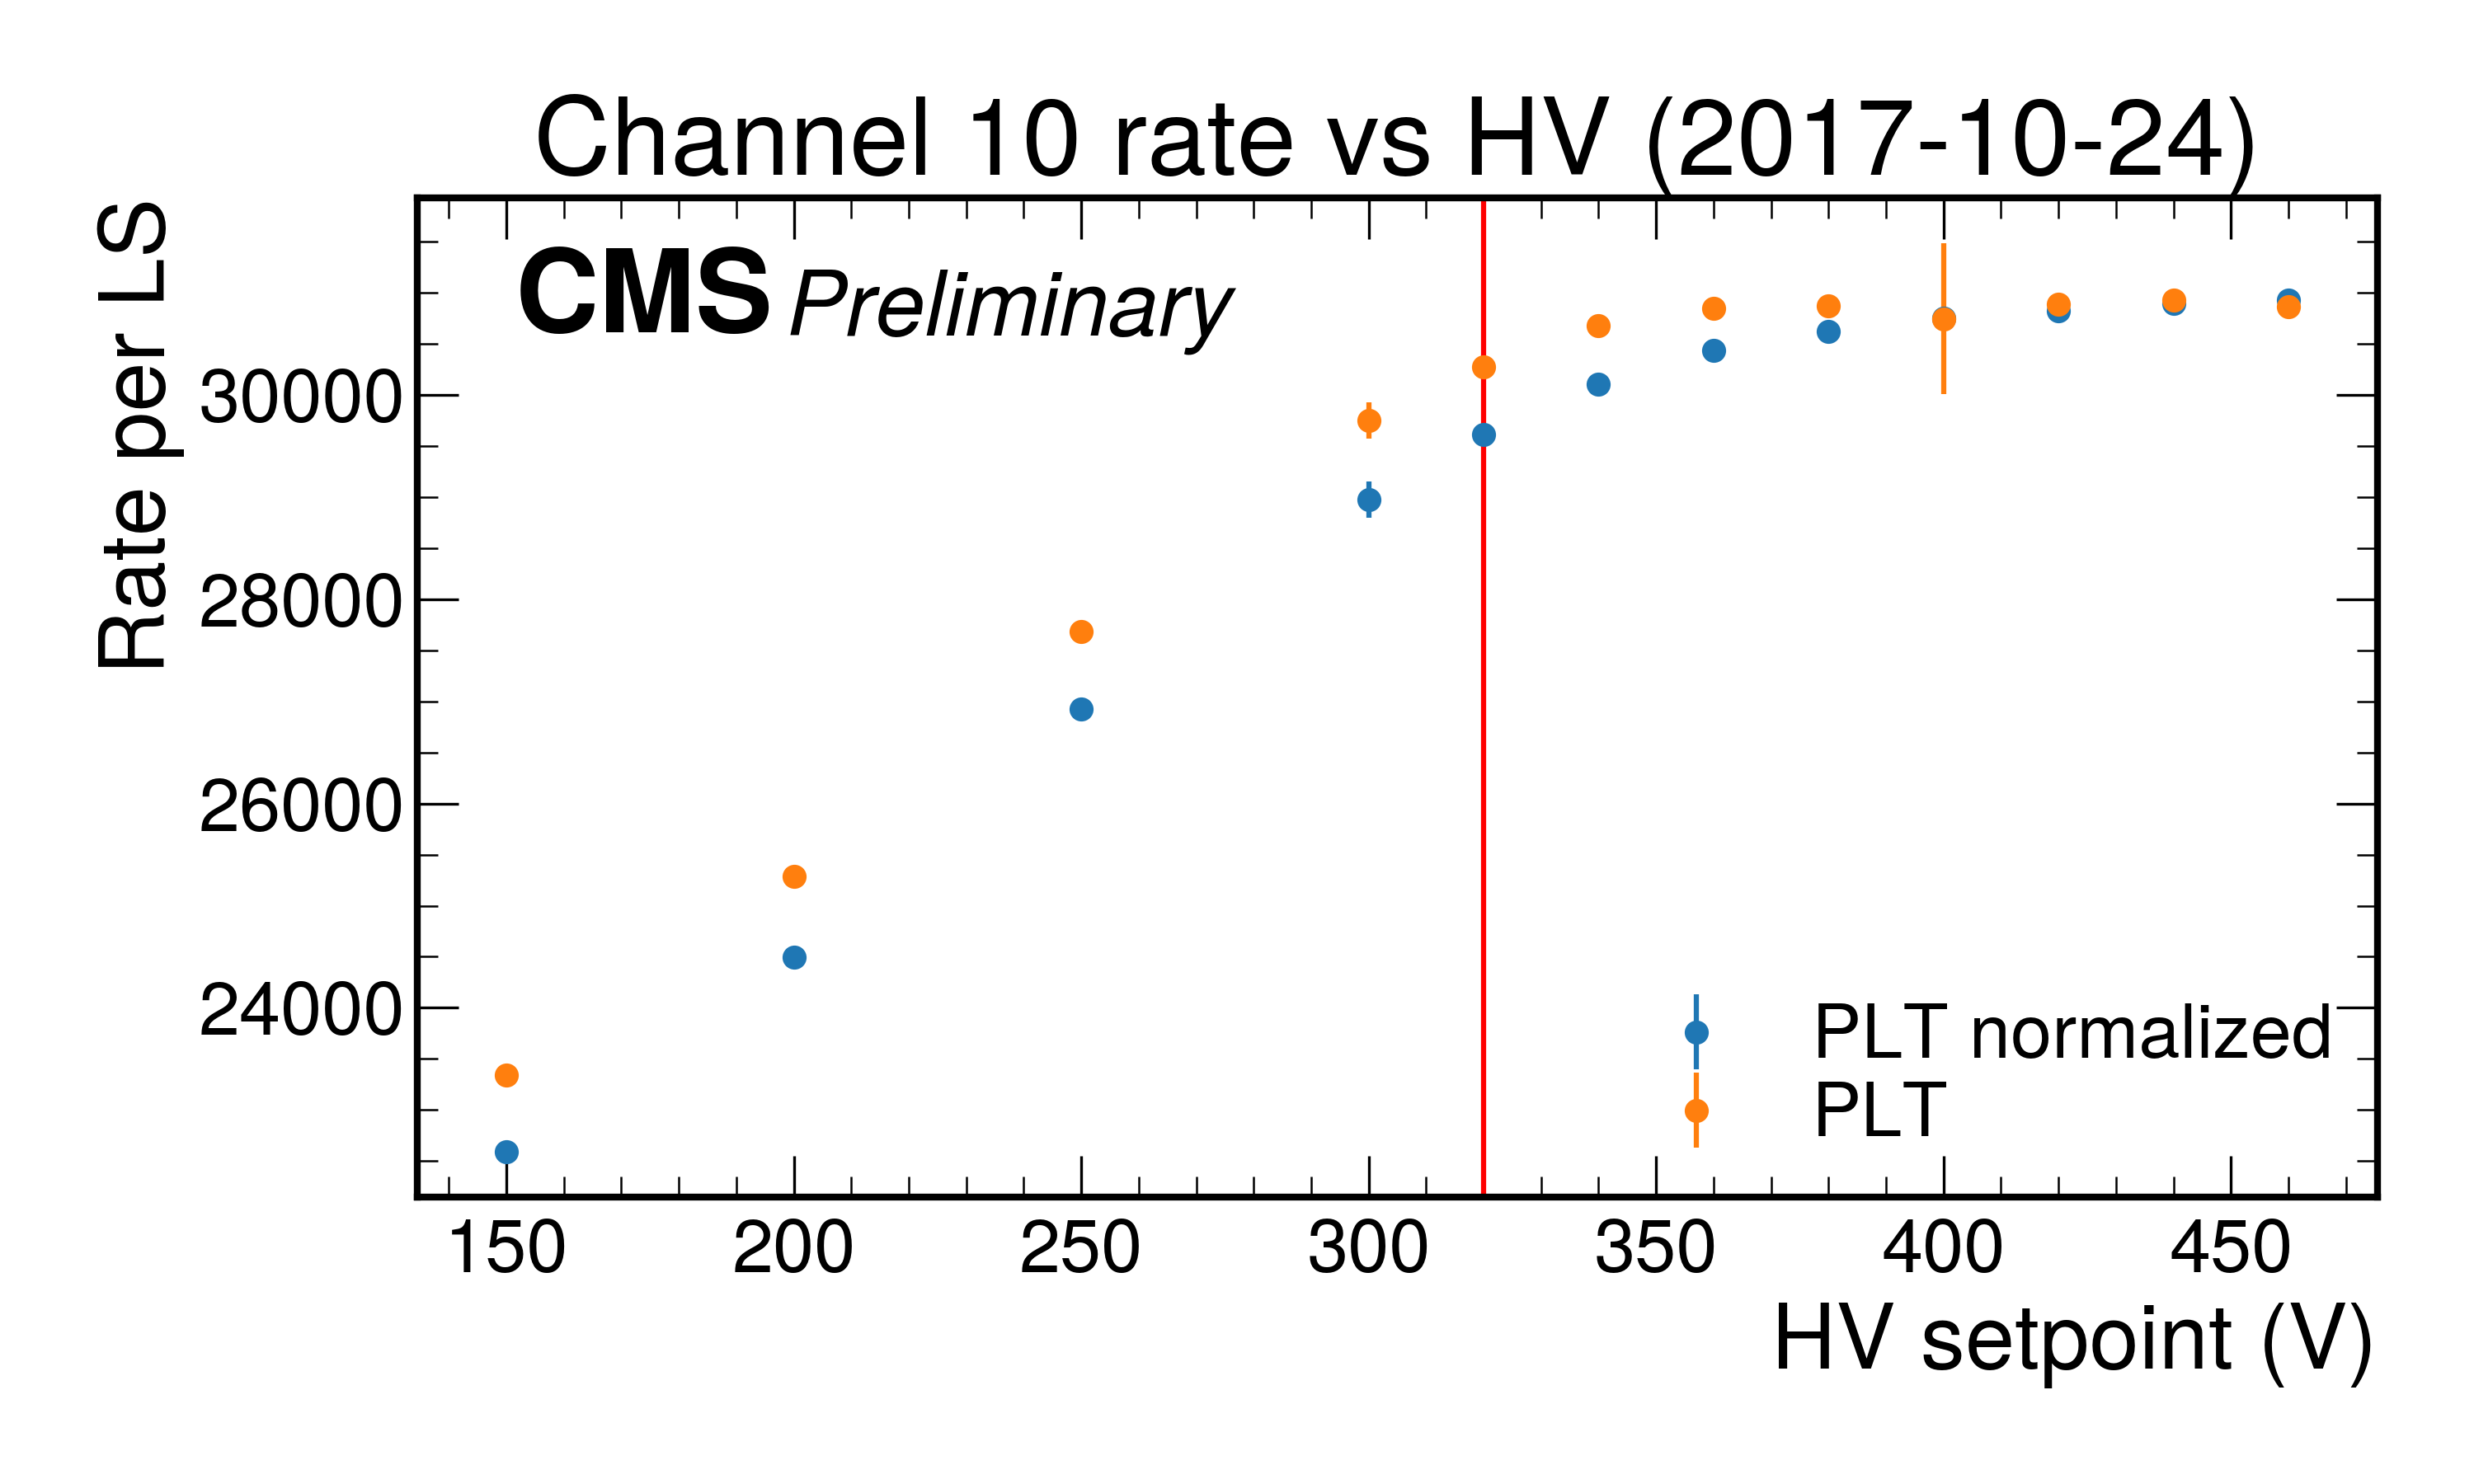 Channel 10 rate vs HV (2017-10-24)
CMS Preliminary
Rate per LS
30000
28000
26000
24000
PLT normalized
PLT
150 200 250 300 350 400 450
HV setpoint (V)